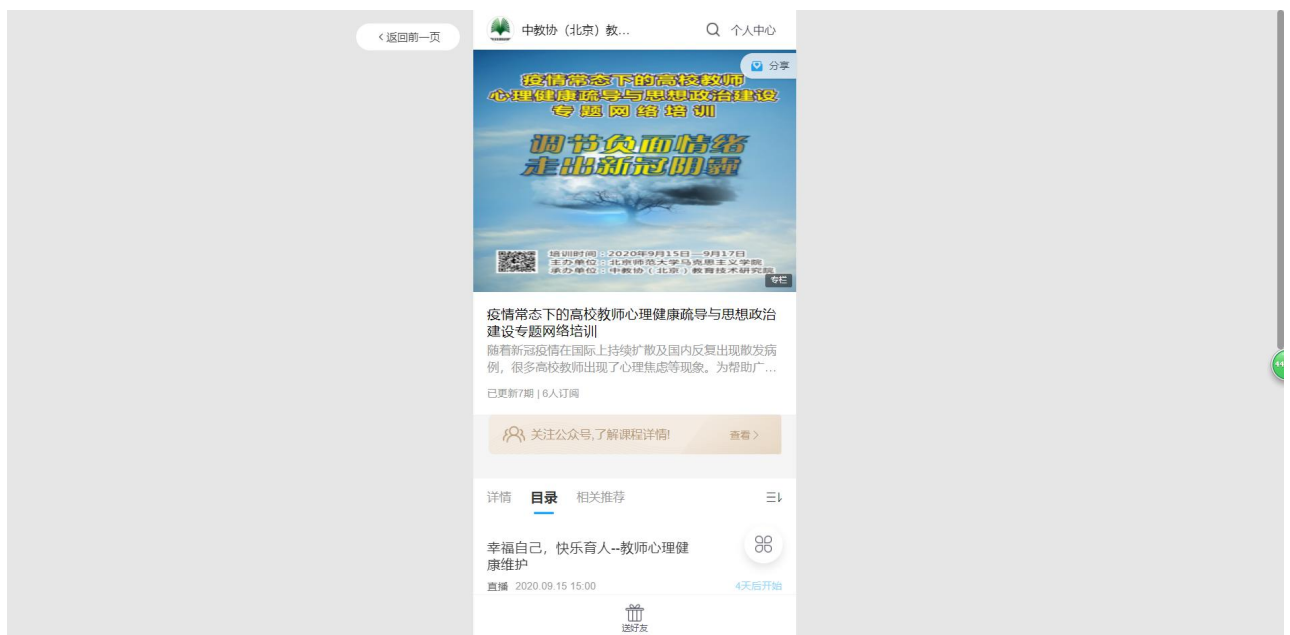 返回前一页
中教协（北京）教...
个人中心
分享
疫情常态下的高校教师
心理健康疏导与思想政治建设
专题网络培训
调节负面情绪
走出新冠阴霾
培训时间：2020年9月15日—9月17日
主办单位：北京师范大学马克思主义学院
承办单位：中教协（北京）教育技术研究院
专栏
疫情常态下的高校教师心理健康疏导与思想政治
建设专题网络培训
随着新冠疫情在国际上持续扩散及国内反复出现散发病
例，很多高校教师出现了心理焦虑等现象。为帮助广...
已更新7期 | 6人订阅
关注公众号,了解课程详情!
查看
详情 目录 相关推荐
幸福自己，快乐育人--教师心理健
康维护
直播 2020.09.15 15:00
4天后开始
送好友